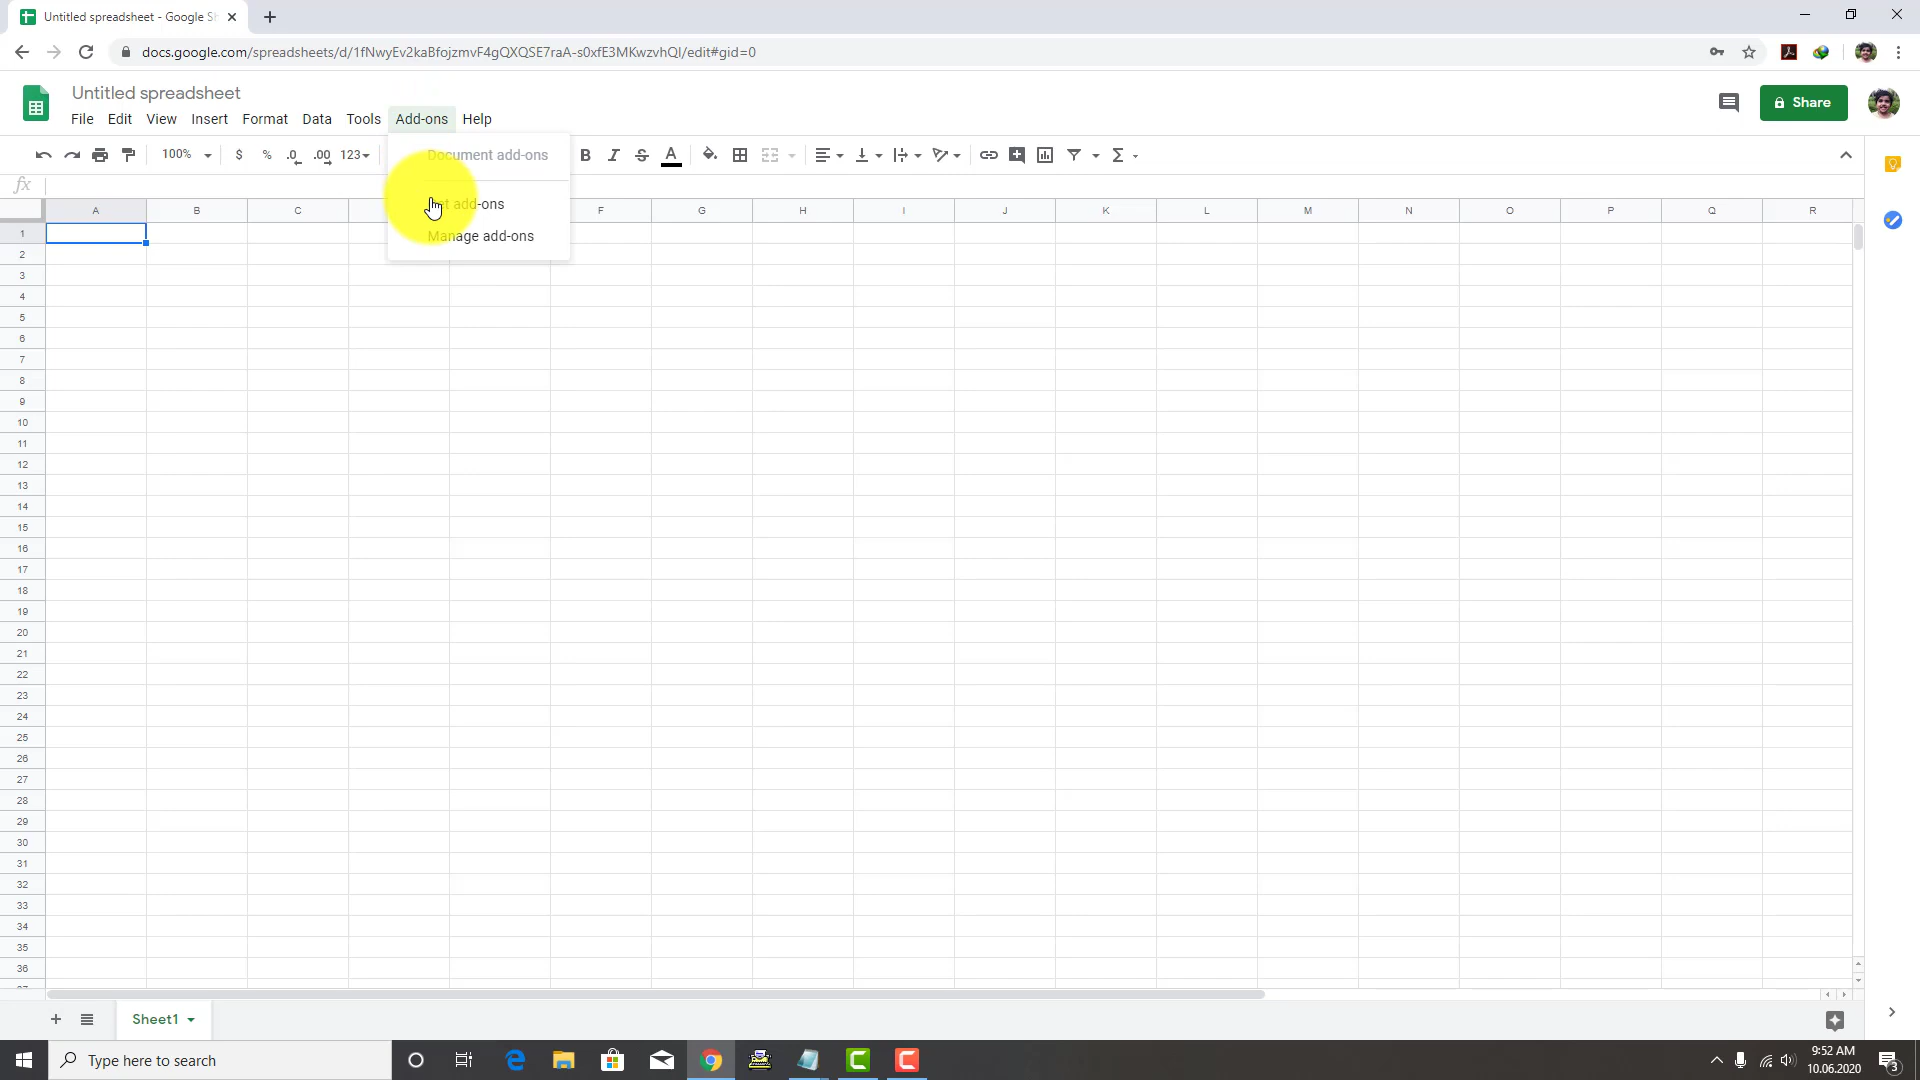 Untitled spreadsheet - Google Sh
docs.google.com/spreadsheets/d/1fNwyEv2kaBfojzmvF4gQXQSE7raA-s0xfE3MKwzvhQI/edit#gid=0
Untitled spreadsheet
File Edit View Insert Format Data Tools Add-ons Help
Share
100% $ % .0 .00 123 B I S A Σ
Document add-ons
add-ons
Manage add-ons
fx
A B C F G H I J K L M N O P Q R
1
2
3
4
5
6
7
8
9
10
11
12
13
14
15
16
17
18
19
20
21
22
23
24
25
26
27
28
29
30
31
32
33
34
35
36
Sheet1
Type here to search
9:52 AM
10.06.2020
3